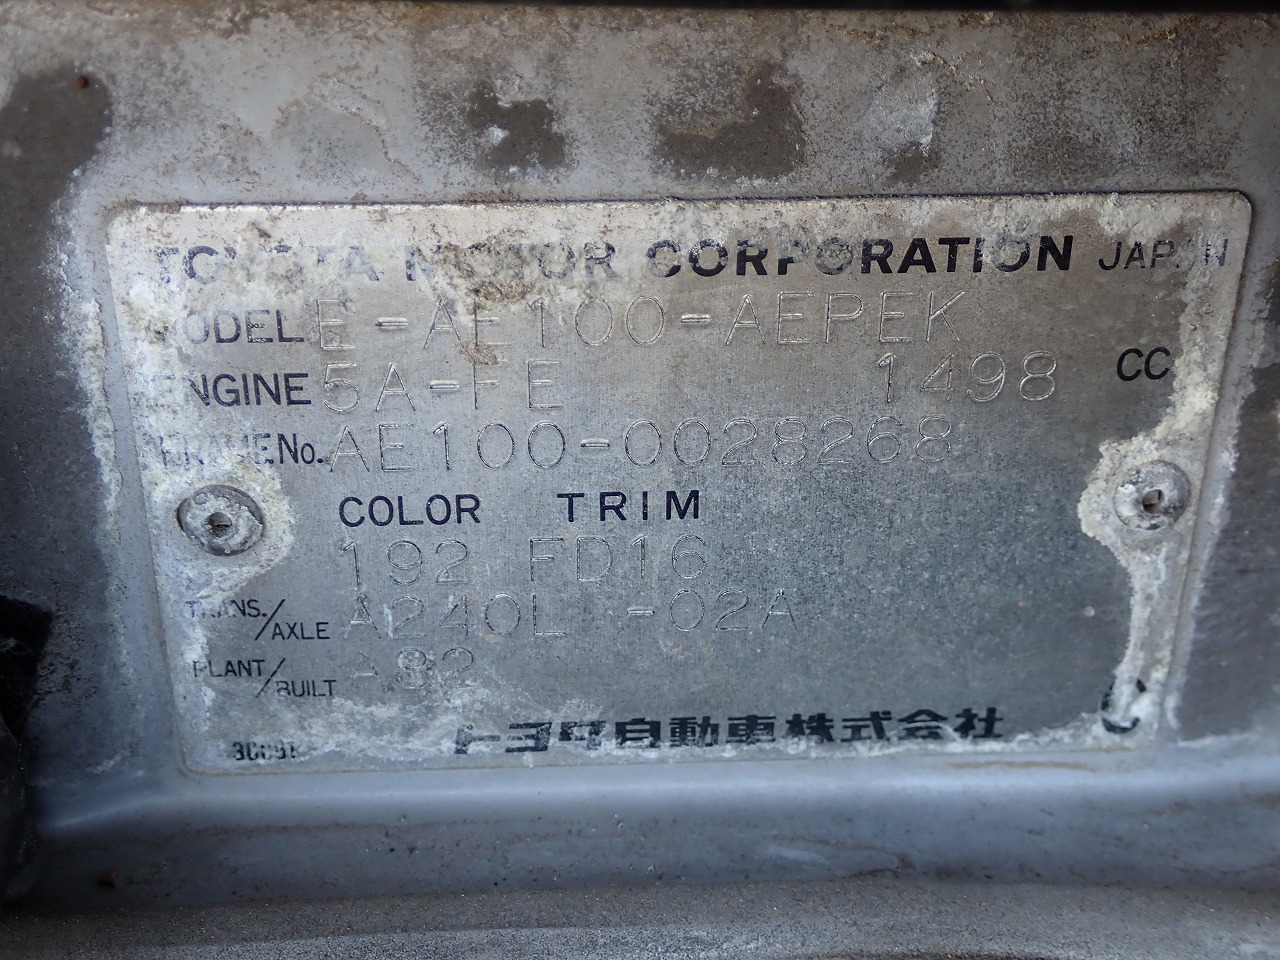 TOYOTA MOTOR CORPORATION JAPAN
MODEL E-AE100-AEPEK
ENGINE 5A-FE 1498 CC
FRAME No. AE100-0028268
COLOR TRIM
192 FD16
TRANS./AXLE A240L -02A
PLANT/BUILT A82
トヨタ自動車株式会社 C